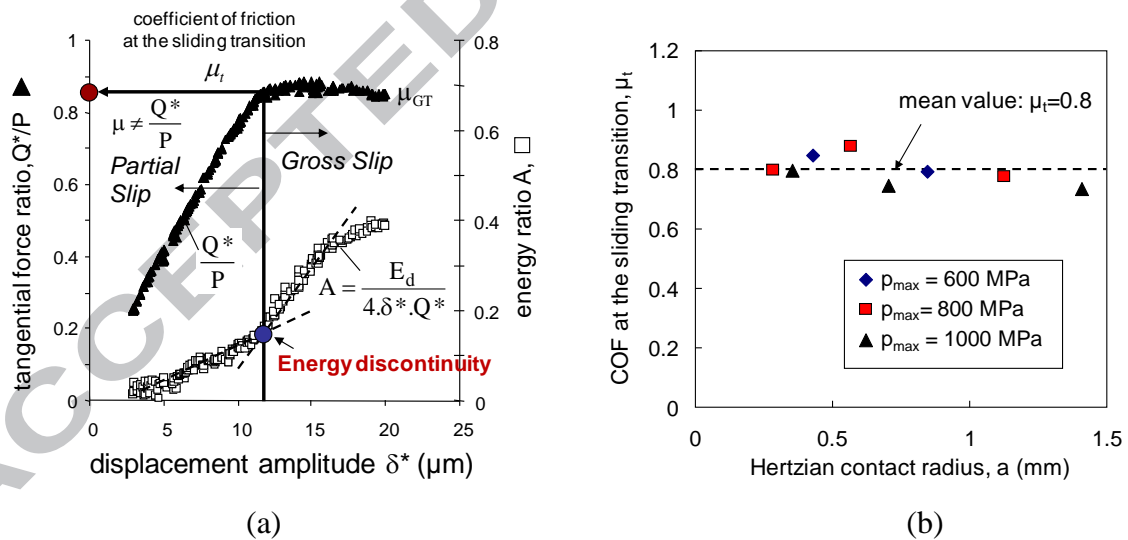 ACCEPTED
coefficient of friction
at the sliding transition
1
0.8
0.6
0.4
0.2
0
tangential force ratio,Q*/P
μt
μGT
μ ≠ Q*/P
Partial
Slip
Gross Slip
Q*/P
A = Ed/4.δ*.Q*
Energy discontinuity
0.8
0.6
0.4
0.2
0
energy ratio A,
0 5 10 15 20 25
displacement amplitude δ* (μm)
(a)
COF at the sliding transition, μt
1.2
1
0.8
0.6
0.4
0.2
0
mean value: μt=0.8
pmax = 600 MPa
pmax= 800 MPa
pmax = 1000 MPa
0 0.5 1 1.5
Hertzian contact radius, a (mm)
(b)